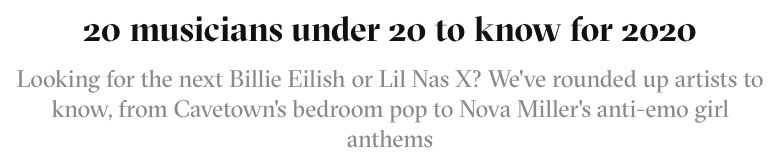 20 musicians under 20 to know for 2020
Looking for the next Billie Eilish or Lil Nas X? We've rounded up artists to
know, from Cavetown's bedroom pop to Nova Miller's anti-emo girl
anthems